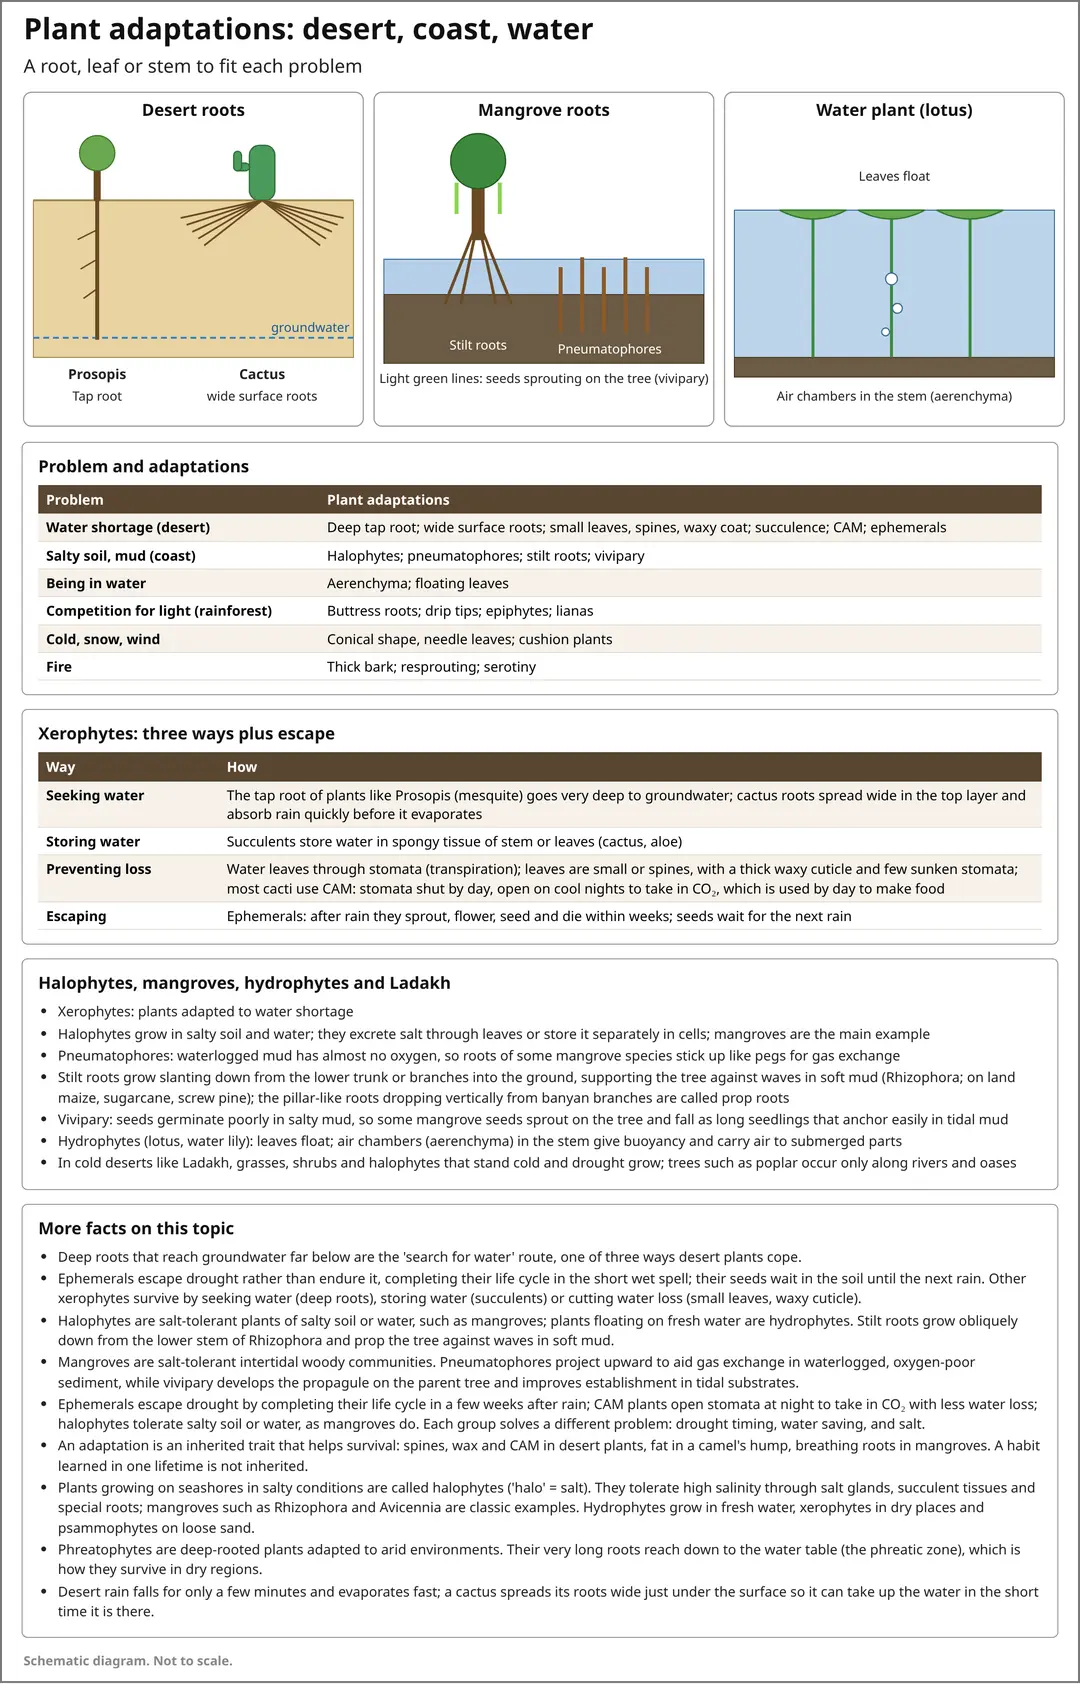 Plant adaptations: desert, coast, water
A root, leaf or stem to fit each problem
Desert roots
groundwater
Prosopis
Cactus
Tap root
wide surface roots
Mangrove roots
Stilt roots
Pneumatophores
Light green lines: seeds sprouting on the tree (vivipary)
Water plant (lotus)
Leaves float
Air chambers in the stem (aerenchyma)
Problem and adaptations
Problem Plant adaptations
Water shortage (desert) Deep tap root; wide surface roots; small leaves, spines, waxy coat; succulence; CAM; ephemerals
Salty soil, mud (coast) Halophytes; pneumatophores; stilt roots; vivipary
Being in water Aerenchyma; floating leaves
Competition for light (rainforest) Buttress roots; drip tips; epiphytes; lianas
Cold, snow, wind Conical shape, needle leaves; cushion plants
Fire Thick bark; resprouting; serotiny
Xerophytes: three ways plus escape
Way How
Seeking water The tap root of plants like Prosopis (mesquite) goes very deep to groundwater; cactus roots spread wide in the top layer and
absorb rain quickly before it evaporates
Storing water Succulents store water in spongy tissue of stem or leaves (cactus, aloe)
Preventing loss Water leaves through stomata (transpiration); leaves are small or spines, with a thick waxy cuticle and few sunken stomata;
most cacti use CAM: stomata shut by day, open on cool nights to take in CO₂, which is used by day to make food
Escaping Ephemerals: after rain they sprout, flower, seed and die within weeks; seeds wait for the next rain
Halophytes, mangroves, hydrophytes and Ladakh
• Xerophytes: plants adapted to water shortage
• Halophytes grow in salty soil and water; they excrete salt through leaves or store it separately in cells; mangroves are the main example
• Pneumatophores: waterlogged mud has almost no oxygen, so roots of some mangrove species stick up like pegs for gas exchange
• Stilt roots grow slanting down from the lower trunk or branches into the ground, supporting the tree against waves in soft mud (Rhizophora; on land
maize, sugarcane, screw pine); the pillar-like roots dropping vertically from banyan branches are called prop roots
• Vivipary: seeds germinate poorly in salty mud, so some mangrove seeds sprout on the tree and fall as long seedlings that anchor easily in tidal mud
• Hydrophytes (lotus, water lily): leaves float; air chambers (aerenchyma) in the stem give buoyancy and carry air to submerged parts
• In cold deserts like Ladakh, grasses, shrubs and halophytes that stand cold and drought grow; trees such as poplar occur only along rivers and oases
More facts on this topic
• Deep roots that reach groundwater far below are the 'search for water' route, one of three ways desert plants cope.
• Ephemerals escape drought rather than endure it, completing their life cycle in the short wet spell; their seeds wait in the soil until the next rain. Other
xerophytes survive by seeking water (deep roots), storing water (succulents) or cutting water loss (small leaves, waxy cuticle).
• Halophytes are salt-tolerant plants of salty soil or water, such as mangroves; plants floating on fresh water are hydrophytes. Stilt roots grow obliquely
down from the lower stem of Rhizophora and prop the tree against waves in soft mud.
• Mangroves are salt-tolerant intertidal woody communities. Pneumatophores project upward to aid gas exchange in waterlogged, oxygen-poor
sediment, while vivipary develops the propagule on the parent tree and improves establishment in tidal substrates.
• Ephemerals escape drought by completing their life cycle in a few weeks after rain; CAM plants open stomata at night to take in CO₂ with less water loss;
halophytes tolerate salty soil or water, as mangroves do. Each group solves a different problem: drought timing, water saving, and salt.
• An adaptation is an inherited trait that helps survival: spines, wax and CAM in desert plants, fat in a camel's hump, breathing roots in mangroves. A habit
learned in one lifetime is not inherited.
• Plants growing on seashores in salty conditions are called halophytes ('halo' = salt). They tolerate high salinity through salt glands, succulent tissues and
special roots; mangroves such as Rhizophora and Avicennia are classic examples. Hydrophytes grow in fresh water, xerophytes in dry places and
psammophytes on loose sand.
• Phreatophytes are deep-rooted plants adapted to arid environments. Their very long roots reach down to the water table (the phreatic zone), which is
how they survive in dry regions.
• Desert rain falls for only a few minutes and evaporates fast; a cactus spreads its roots wide just under the surface so it can take up the water in the short
time it is there.
Schematic diagram. Not to scale.